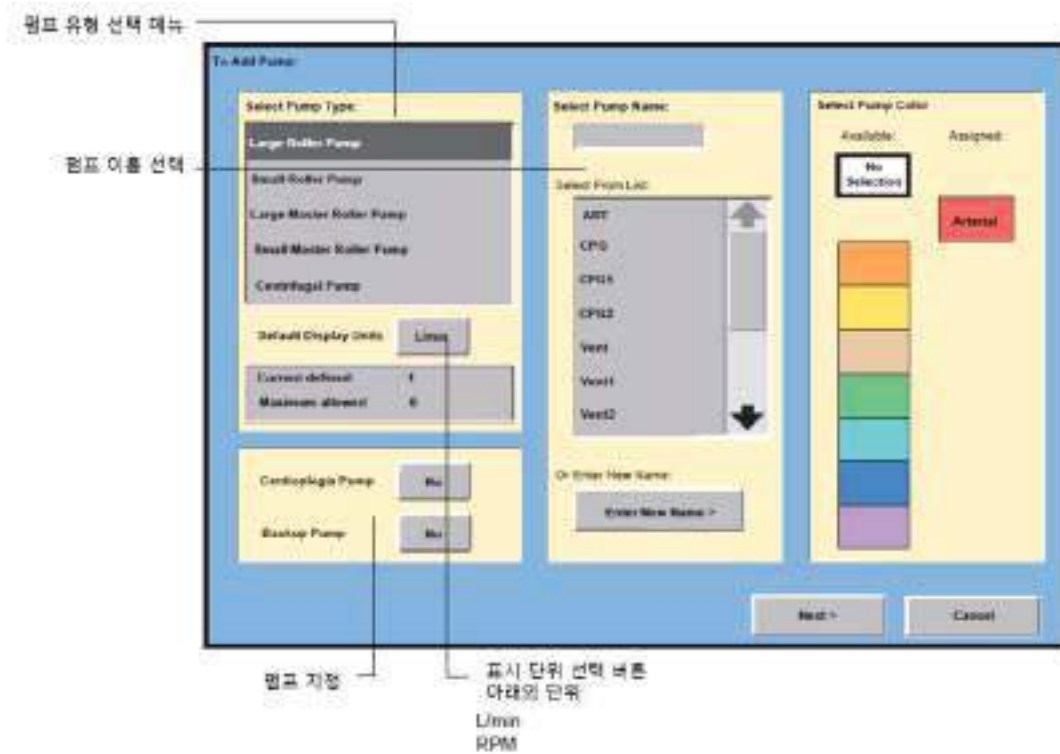 펌프 유형 선택 메뉴
To Add Pump:
Select Pump Type:
Large Roller Pump
Small Roller Pump
Large Master Roller Pump
Small Master Roller Pump
Centrifugal Pump
Default Display Units
L/min
Current defined 1
Maximum allowed 6
Cardioplegia Pump No
Backup Pump No
펌프 이름 선택
Select Pump Name:
Select From List:
ART
CPG
CPG1
CPG2
Vent
Vent1
Vent2
Or Enter New Name:
Enter New Name >
Select Pump Color
Available:
Assigned:
No
Selection
Arterial
Next >
Cancel
펌프 지정
표시 단위 선택 버튼
아래의 단위
L/min
RPM